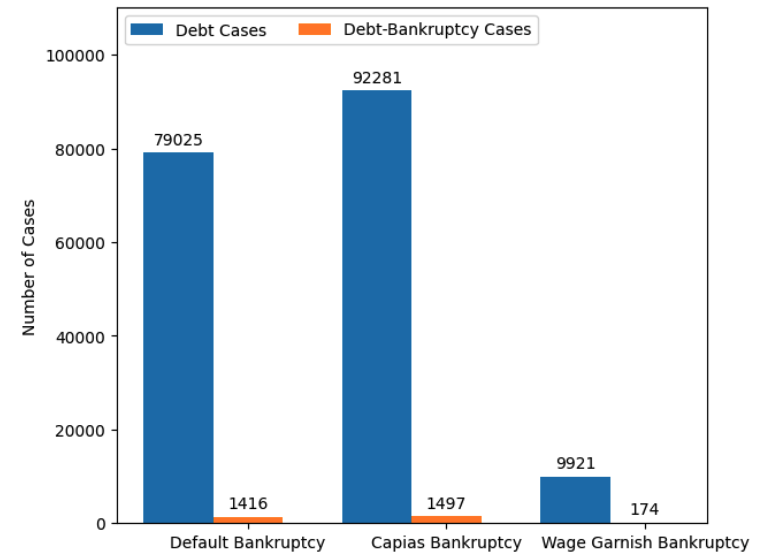 Debt Cases
Debt-Bankruptcy Cases
100000
80000
60000
40000
20000
0
Number of Cases
79025
1416
92281
1497
9921
174
Default Bankruptcy
Capias Bankruptcy
Wage Garnish Bankruptcy